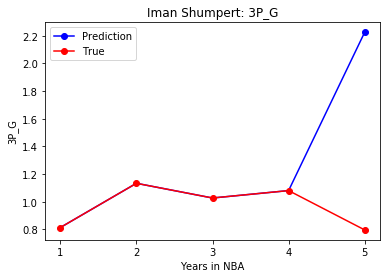 Iman Shumpert: 3P_G
Prediction
True
3P_G
2.2
2.0
1.8
1.6
1.4
1.2
1.0
0.8
1 2 3 4 5
Years in NBA